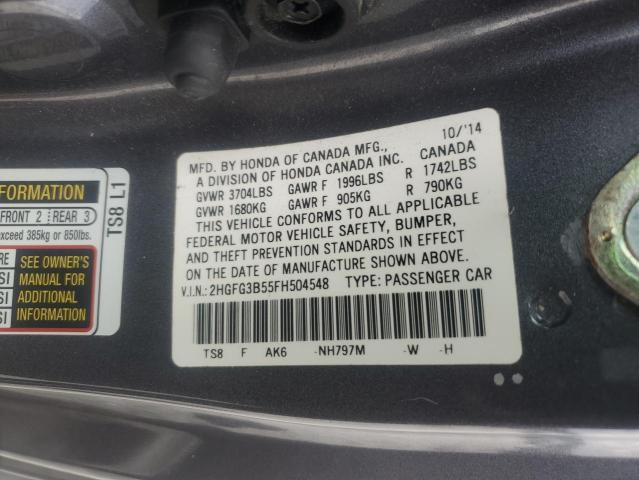 10/'14
MFD. BY HONDA OF CANADA MFG.,
A DIVISION OF HONDA CANADA INC. CANADA
GVWR 3704LBS GAWR F 1996LBS R 1742LBS
GVWR 1680KG GAWR F 905KG R 790KG
THIS VEHICLE CONFORMS TO ALL APPLICABLE
FEDERAL MOTOR VEHICLE SAFETY, BUMPER,
AND THEFT PREVENTION STANDARDS IN EFFECT
ON THE DATE OF MANUFACTURE SHOWN ABOVE.
V.I.N.:2HGFG3B55FH504548 TYPE: PASSENGER CAR
TS8 F AK6 -NH797M -W -H
FORMATION
FRONT 2 REAR 3
exceed 385kg or 850lbs.
SEE OWNER'S
MANUAL FOR
ADDITIONAL
INFORMATION
TS8 L1